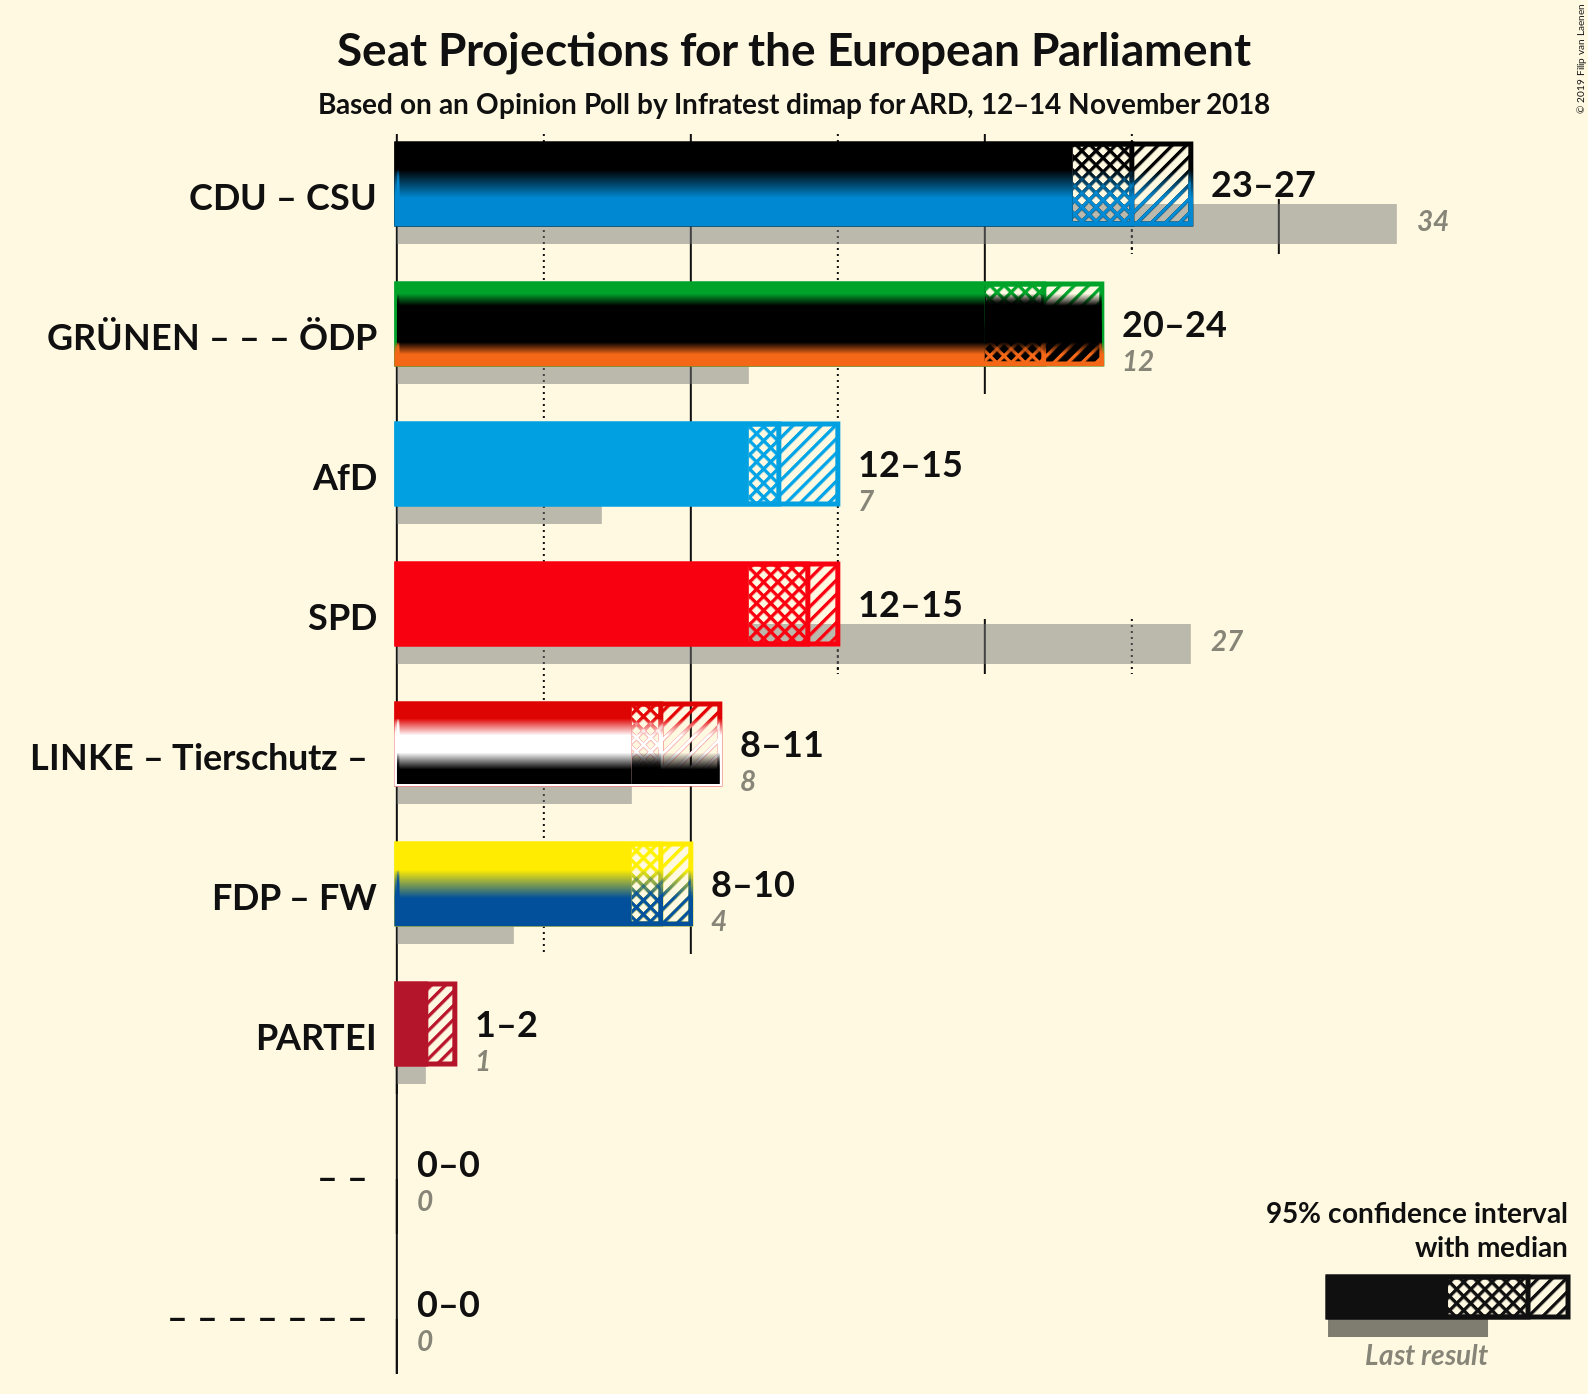 Seat Projections for the European Parliament
Based on an Opinion Poll by Infratest dimap for ARD, 12–14 November 2018
© 2019 Filip van Laenen
CDU – CSU
23–27
34
GRÜNEN – – – ÖDP
20–24
12
AfD
12–15
7
SPD
12–15
27
LINKE – Tierschutz –
8–11
8
FDP – FW
8–10
4
PARTEI
1–2
1
– –
0–0
0
– – – – – – –
0–0
0
95% confidence interval
with median
Last result